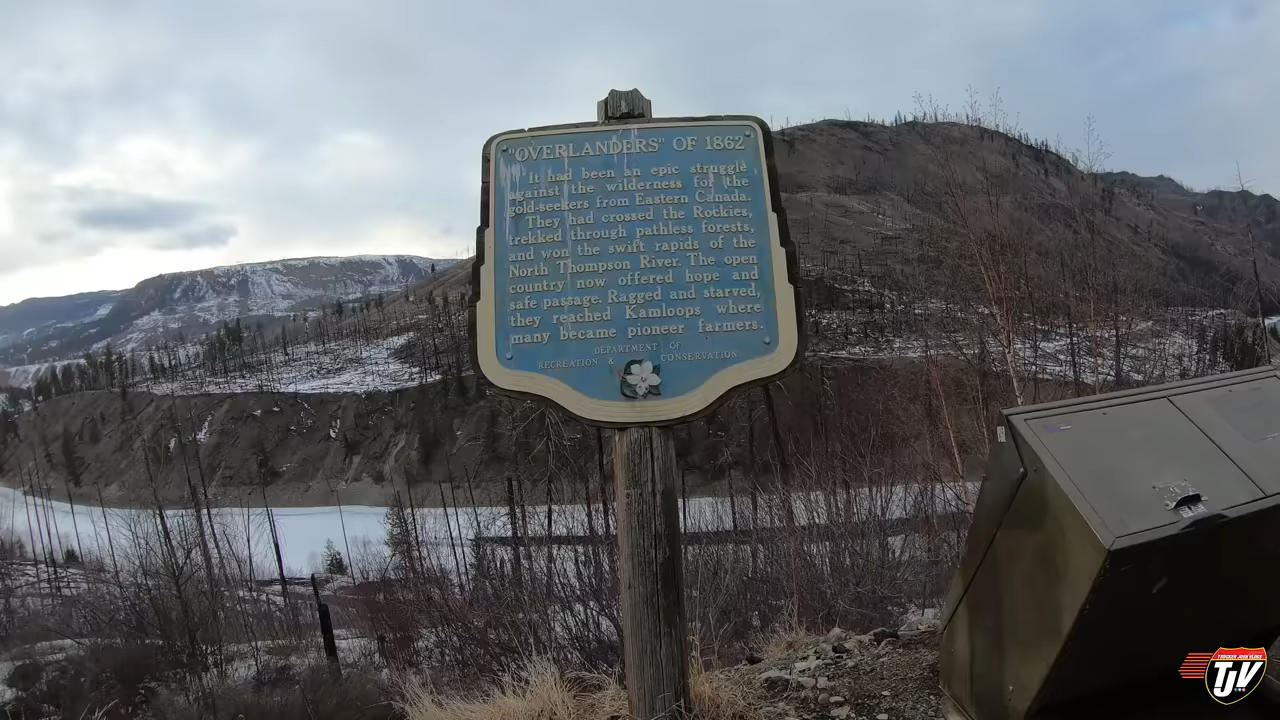 "OVERLANDERS" OF 1862
It had been an epic struggle
against the wilderness for the
gold-seekers from Eastern Canada.
They had crossed the Rockies,
trekked through pathless forests,
and won the swift rapids of the
North Thompson River. The open
country now offered hope and
safe passage. Ragged and starved,
they reached Kamloops where
many became pioneer farmers.
DEPARTMENT OF
RECREATION & CONSERVATION
TRUCKER JOSH VLOGS
TJV